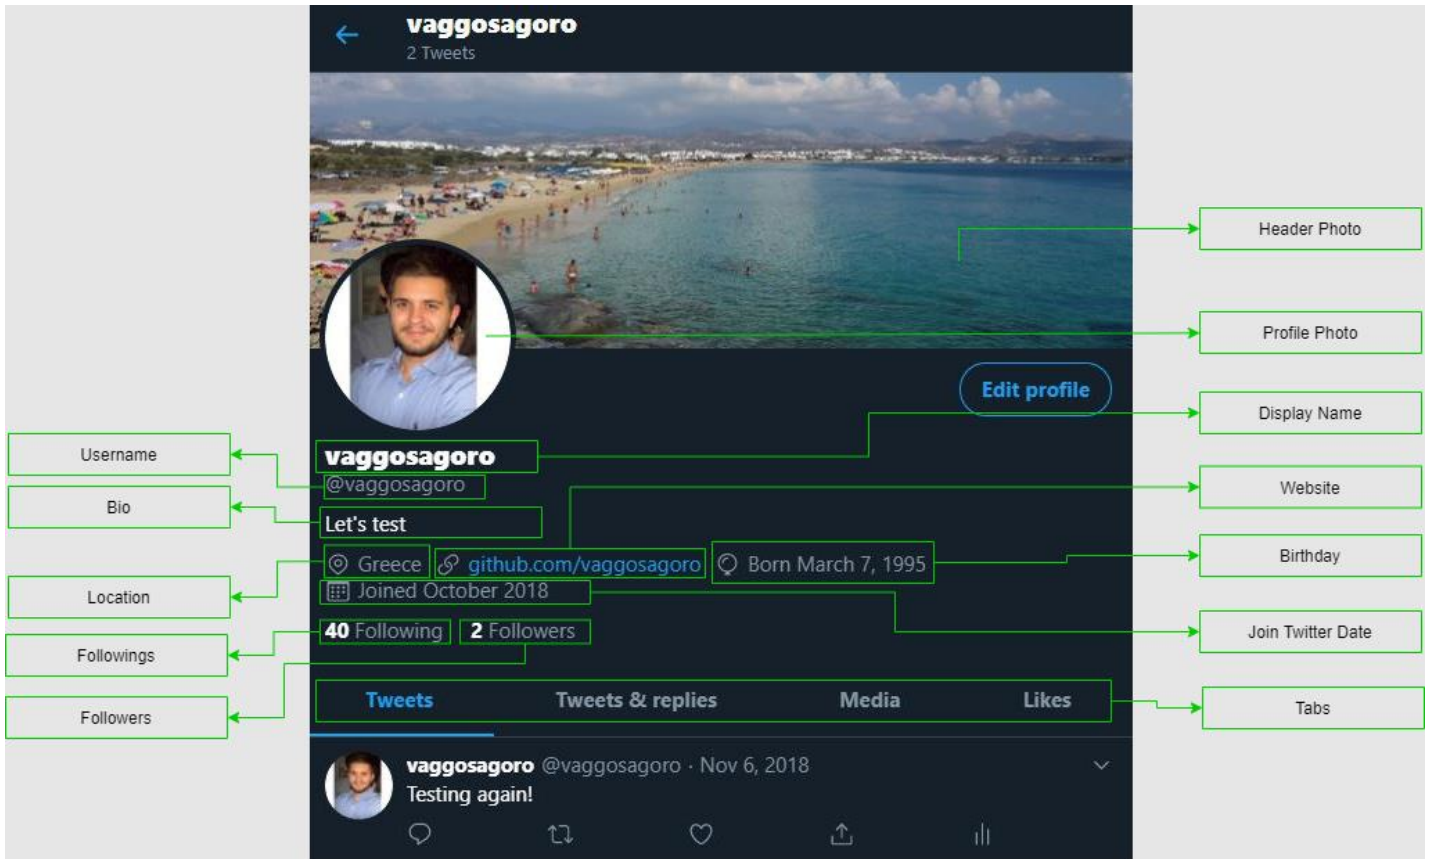 vaggosagoro
2 Tweets
Header Photo
Profile Photo
Edit profile
Display Name
Username
vaggosagoro
@vaggosagoro
Website
Bio
Let's test
Greece github.com/vaggosagoro Born March 7, 1995
Birthday
Location
Joined October 2018
40 Following 2 Followers
Join Twitter Date
Followings
Tweets Tweets & replies Media Likes
Tabs
Followers
vaggosagoro @vaggosagoro · Nov 6, 2018
Testing again!